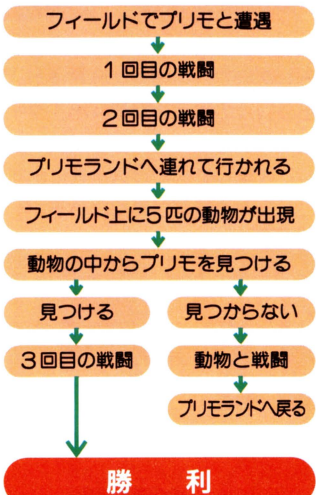 フィールドでプリモと遭遇
1回目の戦闘
2回目の戦闘
プリモランドへ連れて行かれる
フィールド上に5匹の動物が出現
動物の中からプリモを見つける
見つける
見つからない
3回目の戦闘
動物と戦闘
プリモランドへ戻る
勝 利